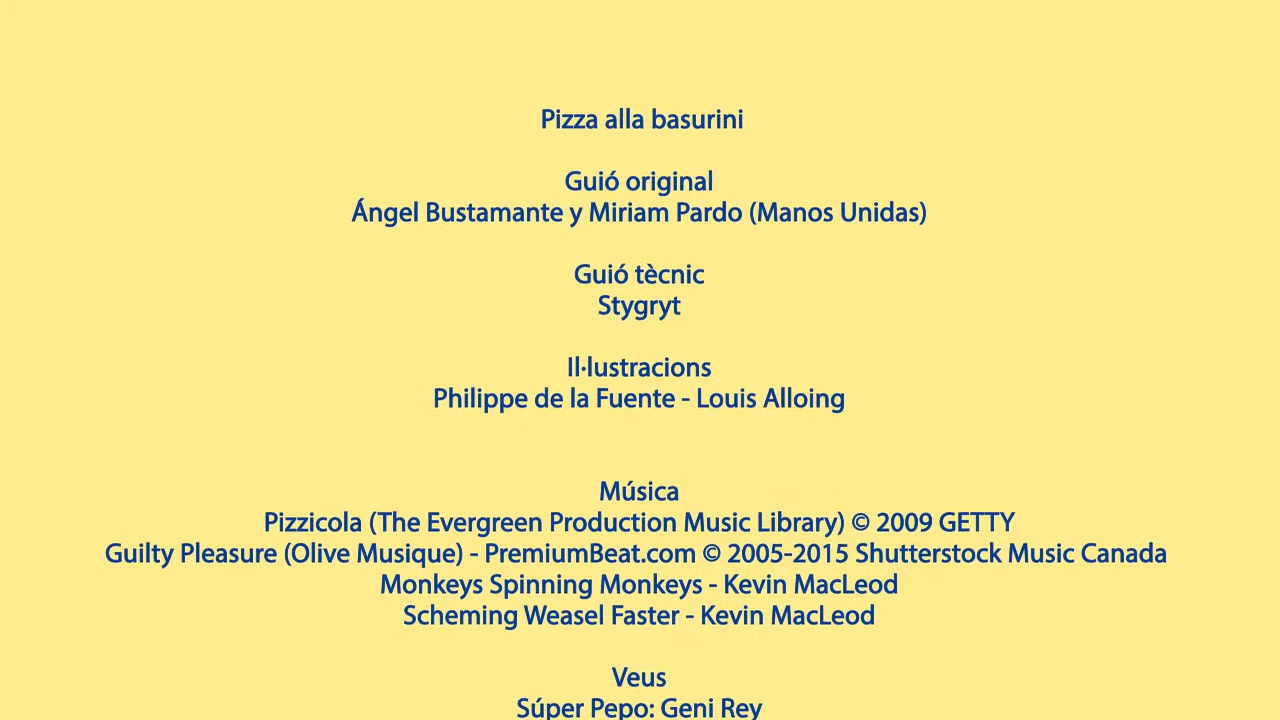 Pizza alla basurini
Guió original
Ángel Bustamante y Miriam Pardo (Manos Unidas)
Guió tècnic
Stygryt
Il·lustracions
Philippe de la Fuente - Louis Alloing
Música
Pizzicola (The Evergreen Production Music Library) © 2009 GETTY
Guilty Pleasure (Olive Musique) - PremiumBeat.com © 2005-2015 Shutterstock Music Canada
Monkeys Spinning Monkeys - Kevin MacLeod
Scheming Weasel Faster - Kevin MacLeod
Veus
Súper Pepo: Geni Rey